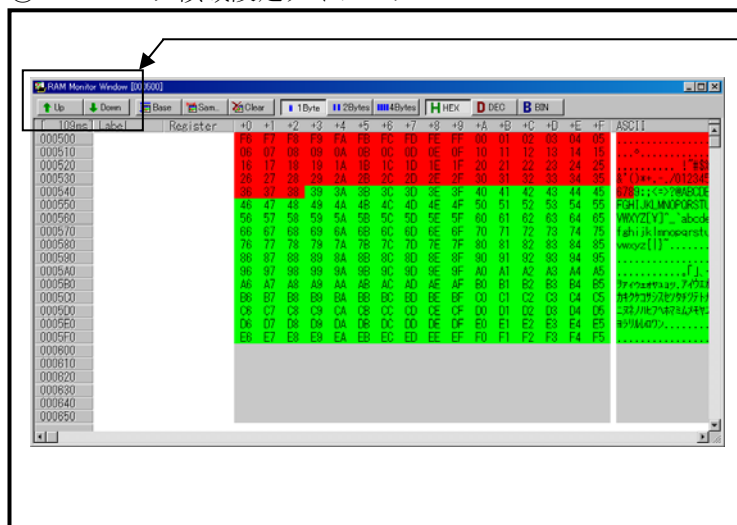 RAM Monitor Window [000500]
Up Down Base Sam... Clear 1Byte 2Bytes 4Bytes H HEX D DEC B BIN
109ms Label Register +0 +1 +2 +3 +4 +5 +6 +7 +8 +9 +A +B +C +D +E +F ASCII
000500 F6 F7 F8 F9 FA FB FC FD FE FF 00 01 02 03 04 05 ................
000510 06 07 08 09 0A 0B 0C 0D 0E 0F 10 11 12 13 14 15
000520 16 17 18 19 1A 1B 1C 1D 1E 1F 20 21 22 23 24 25
000530 26 27 28 29 2A 2B 2C 2D 2E 2F 30 31 32 33 34 35 &'()*+,-./012345
000540 36 37 38 39 3A 3B 3C 3D 3E 3F 40 41 42 43 44 45 6789:;<=>?@ABCDE
000550 46 47 48 49 4A 4B 4C 4D 4E 4F 50 51 52 53 54 55 FGHIJKLMNOPQRSTU
000560 56 57 58 59 5A 5B 5C 5D 5E 5F 60 61 62 63 64 65 VWXYZ[¥]^_`abcde
000570 66 67 68 69 6A 6B 6C 6D 6E 6F 70 71 72 73 74 75 fghijklmnopqrstu
000580 76 77 78 79 7A 7B 7C 7D 7E 7F 80 81 82 83 84 85 vwxyz{|}~.......
000590 86 87 88 89 8A 8B 8C 8D 8E 8F 90 91 92 93 94 95 ................
0005A0 96 97 98 99 9A 9B 9C 9D 9E 9F A0 A1 A2 A3 A4 A5
0005B0 A6 A7 A8 A9 AA AB AC AD AE AF B0 B1 B2 B3 B4 B5
0005C0 B6 B7 B8 B9 BA BB BC BD BE BF C0 C1 C2 C3 C4 C5
0005D0 C6 C7 C8 C9 CA CB CC CD CE CF D0 D1 D2 D3 D4 D5
0005E0 D6 D7 D8 D9 DA DB DC DD DE DF E0 E1 E2 E3 E4 E5
0005F0 E6 E7 E8 E9 EA EB EC ED EE EF F0 F1 F2 F3 F4 F5 ................
000600
000610
000620
000630
000640
000650